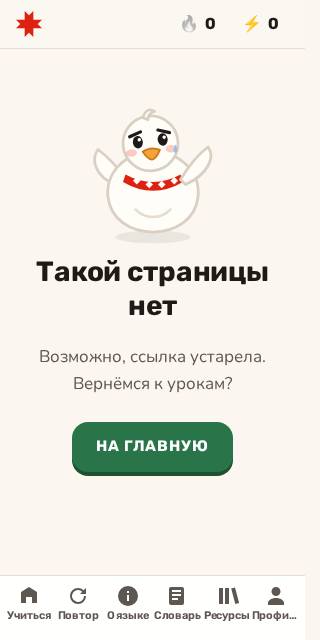 0 0
Такой страницы
нет
Возможно, ссылка устарела.
Вернёмся к урокам?
НА ГЛАВНУЮ
Учиться Повтор О языке Словарь Ресурсы Профи…